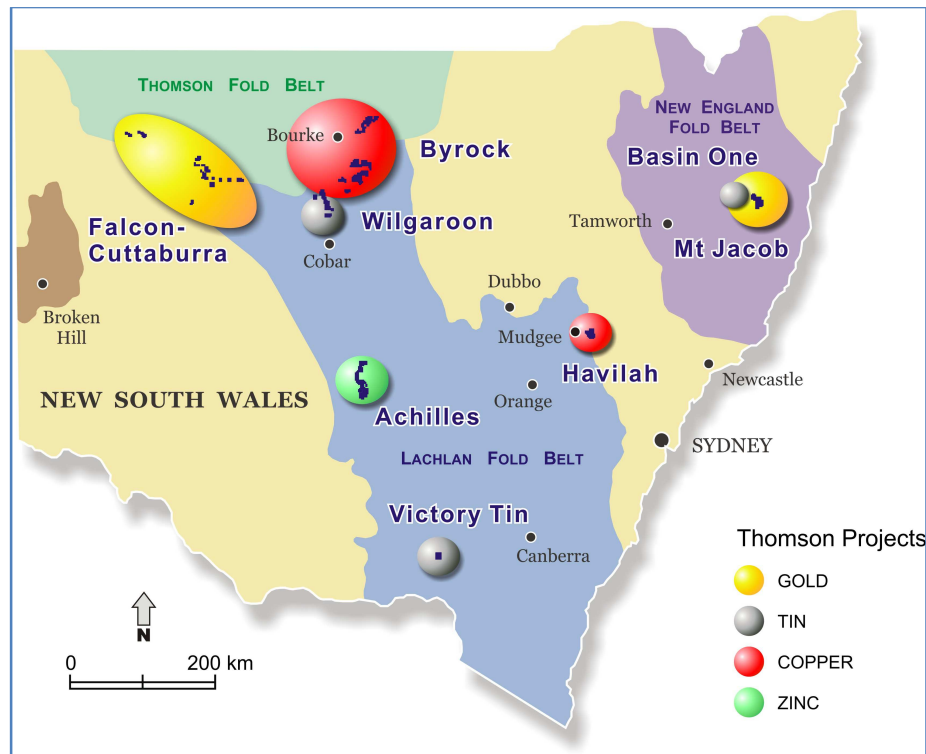 THOMSON FOLD BELT
NEW ENGLAND
FOLD BELT
Bourke
Byrock
Basin One
Falcon-
Cuttaburra
Wilgaroon
Tamworth
Mt Jacob
Cobar
Dubbo
Broken
Hill
Mudgee
Havilah
Newcastle
NEW SOUTH WALES
Achilles
Orange
SYDNEY
LACHLAN FOLD BELT
Victory Tin
Canberra
Thomson Projects
GOLD
TIN
COPPER
ZINC
N
0 200 km